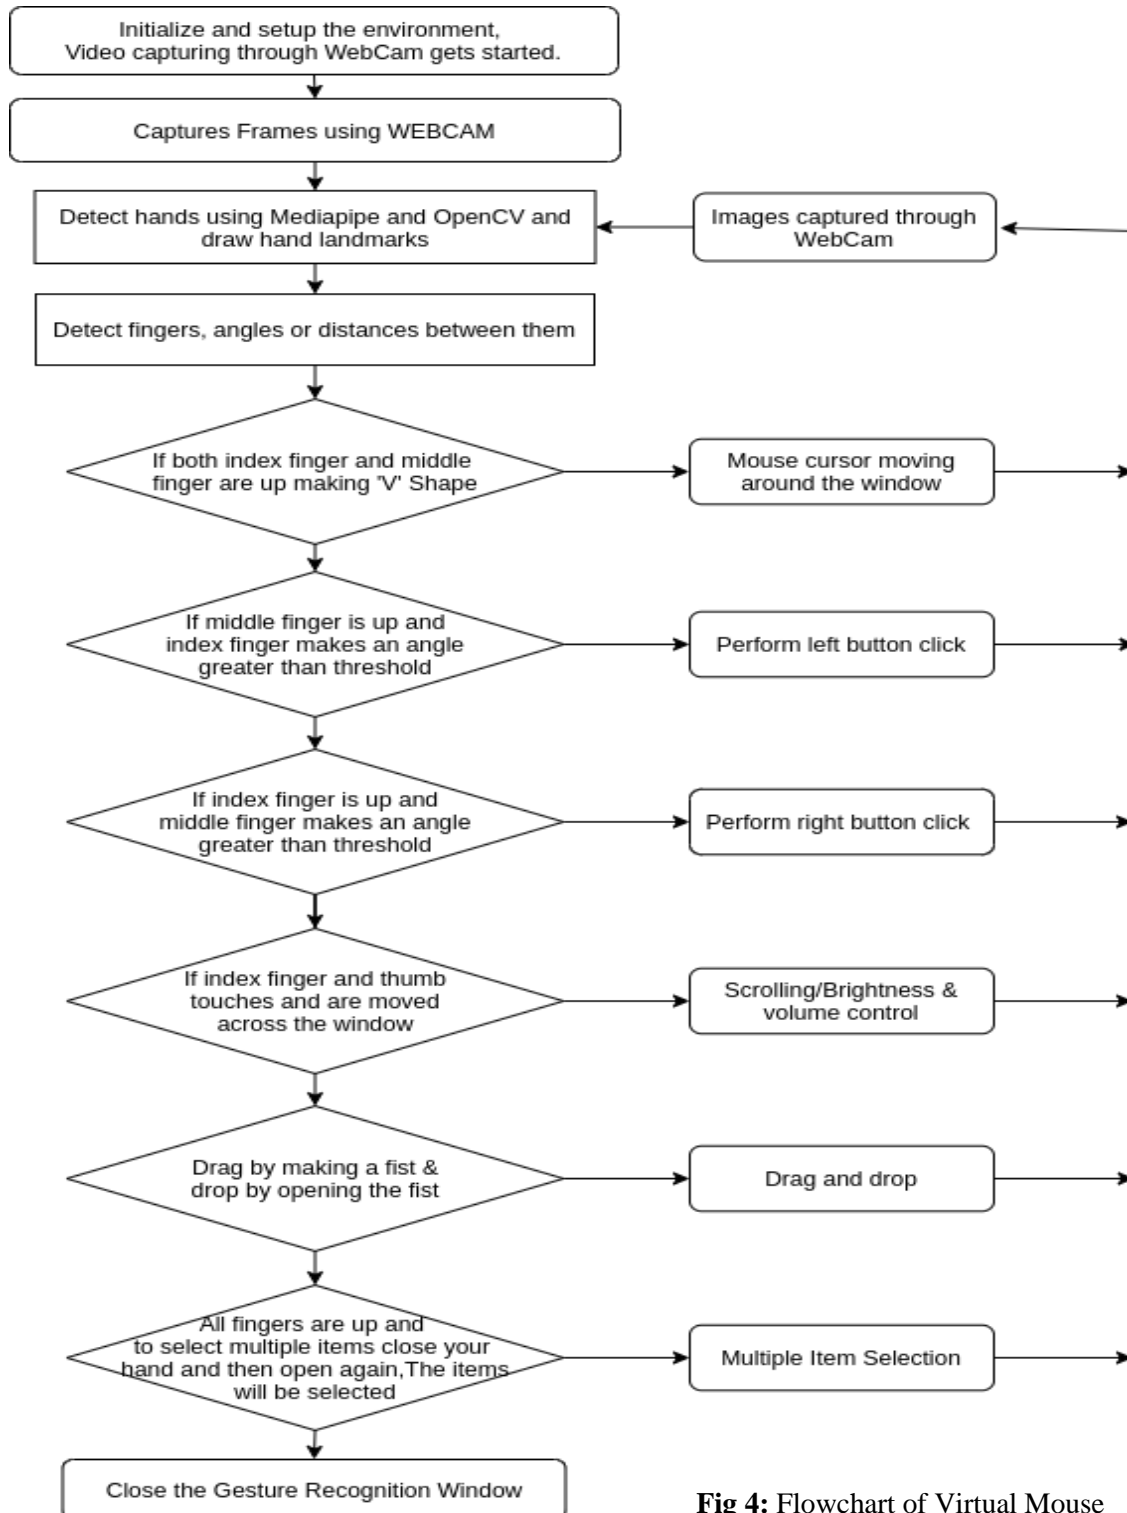 Initialize and setup the environment,
Video capturing through WebCam gets started.
Captures Frames using WEBCAM
Detect hands using Mediapipe and OpenCV and
draw hand landmarks
Images captured through
WebCam
Detect fingers, angles or distances between them
If both index finger and middle
finger are up making 'V' Shape
Mouse cursor moving
around the window
If middle finger is up and
index finger makes an angle
greater than threshold
Perform left button click
If index finger is up and
middle finger makes an angle
greater than threshold
Perform right button click
If index finger and thumb
touches and are moved
across the window
Scrolling/Brightness &
volume control
Drag by making a fist &
drop by opening the fist
Drag and drop
All fingers are up and
to select multiple items close your
hand and then open again,The items
will be selected
Multiple Item Selection
Close the Gesture Recognition Window
Fig 4: Flowchart of Virtual Mouse